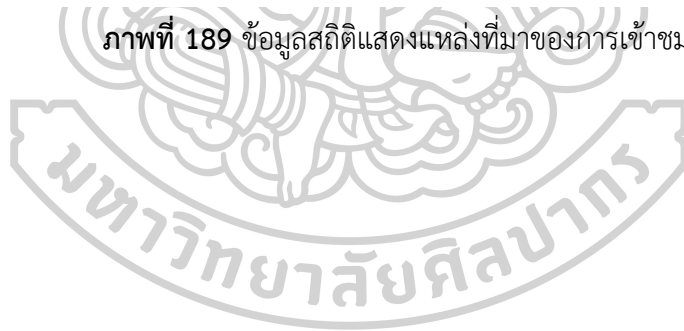 ภาพที่ 189 ข้อมูลสถิติแสดงแหล่งที่มาของการเข้าชม
มหาวิทยาลัยศิลปากร